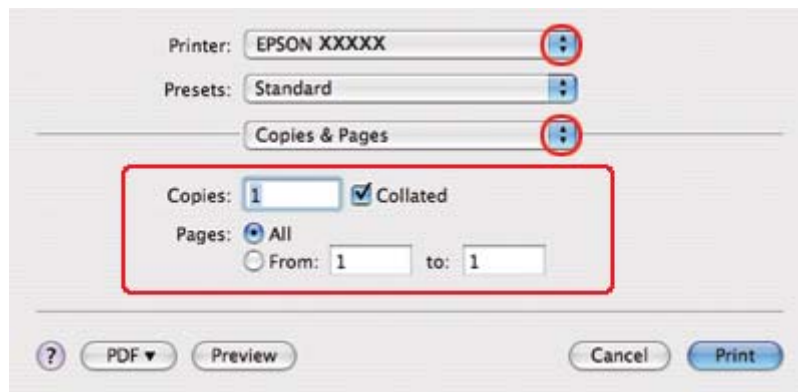 Printer: EPSON XXXXX
Presets: Standard
Copies & Pages
Copies: 1 Collated
Pages: All
From: 1 to: 1
? PDF ▼ Preview Cancel Print